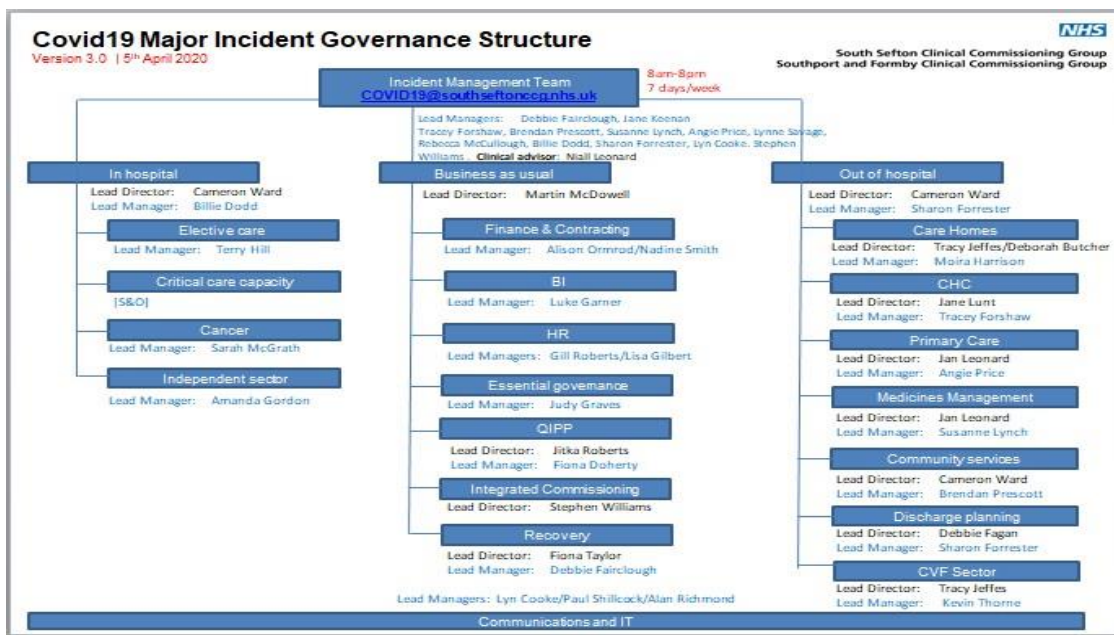 Covid19 Major Incident Governance Structure
Version 3.0 | 5th April 2020
NHS
South Sefton Clinical Commissioning Group
Southport and Formby Clinical Commissioning Group
Incident Management Team
COVID19@southseftonccg.nhs.uk
8am-8pm
7 days/week
Lead Managers: Debbie Fairclough, Jane Keenan
Tracey Forshaw, Brendan Prescott, Susanne Lynch, Angie Price, Lynne Savage,
Rebecca McCullough, Billie Dodd, Sharon Forrester, Lyn Cooke. Stephen
Williams . Clinical advisor: Niall Leonard
In hospital
Lead Director: Cameron Ward
Lead Manager: Billie Dodd
Elective care
Lead Manager: Terry Hill
Critical care capacity
[S&O]
Cancer
Lead Manager: Sarah McGrath
Independent sector
Lead Manager: Amanda Gordon
Business as usual
Lead Director: Martin McDowell
Finance & Contracting
Lead Manager: Alison Ormrod/Nadine Smith
BI
Lead Manager: Luke Garner
HR
Lead Managers: Gill Roberts/Lisa Gilbert
Essential governance
Lead Manager: Judy Graves
QIPP
Lead Director: Jitka Roberts
Lead Manager: Fiona Doherty
Integrated Commissioning
Lead Director: Stephen Williams
Recovery
Lead Director: Fiona Taylor
Lead Manager: Debbie Fairclough
Out of hospital
Lead Director: Cameron Ward
Lead Manager: Sharon Forrester
Care Homes
Lead Director: Tracy Jeffes/Deborah Butcher
Lead Manager: Moira Harrison
CHC
Lead Director: Jane Lunt
Lead Manager: Tracey Forshaw
Primary Care
Lead Director: Jan Leonard
Lead Manager: Angie Price
Medicines Management
Lead Director: Jan Leonard
Lead Manager: Susanne Lynch
Community services
Lead Director: Cameron Ward
Lead Manager: Brendan Prescott
Discharge planning
Lead Director: Debbie Fagan
Lead Manager: Sharon Forrester
CVF Sector
Lead Director: Tracy Jeffes
Lead Manager: Kevin Thorne
Lead Managers: Lyn Cooke/Paul Shillcock/Alan Richmond
Communications and IT